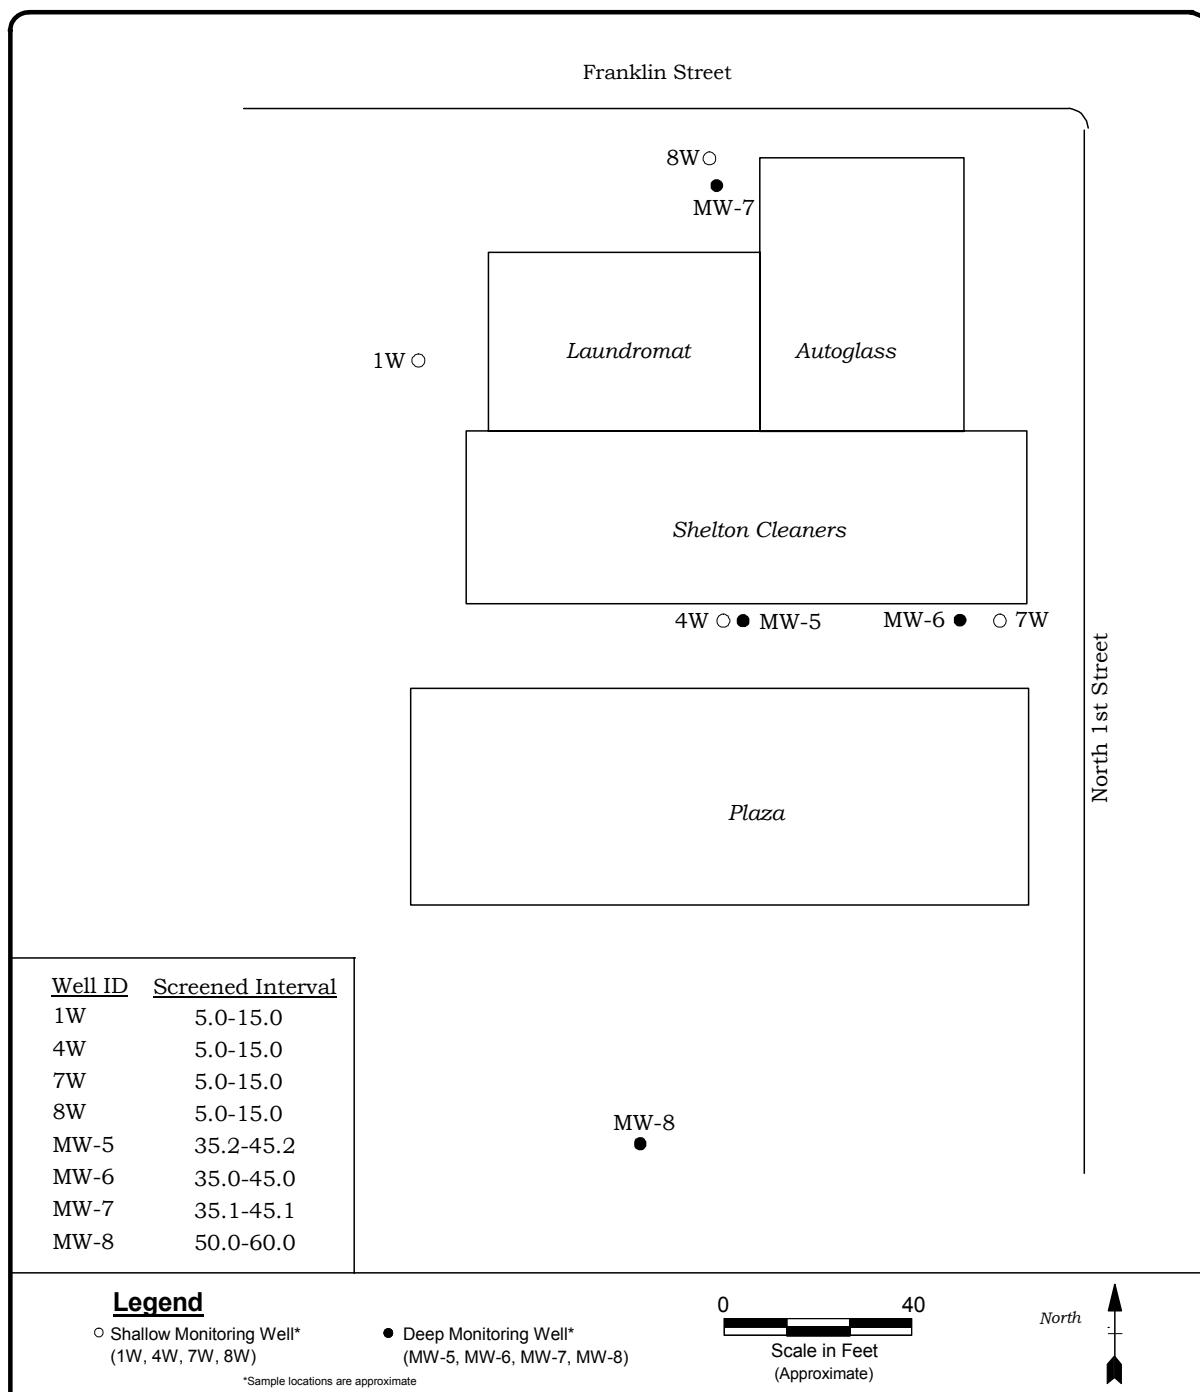 Franklin Street
8W
MW-7
Laundromat
Autoglass
1W
Shelton Cleaners
4W
MW-5
MW-6
7W
North 1st Street
Plaza
MW-8
Well ID Screened Interval
1W 5.0-15.0
4W 5.0-15.0
7W 5.0-15.0
8W 5.0-15.0
MW-5 35.2-45.2
MW-6 35.0-45.0
MW-7 35.1-45.1
MW-8 50.0-60.0
Legend
Shallow Monitoring Well*
(1W, 4W, 7W, 8W)
Deep Monitoring Well*
(MW-5, MW-6, MW-7, MW-8)
*Sample locations are approximate
0 40
Scale in Feet
(Approximate)
North